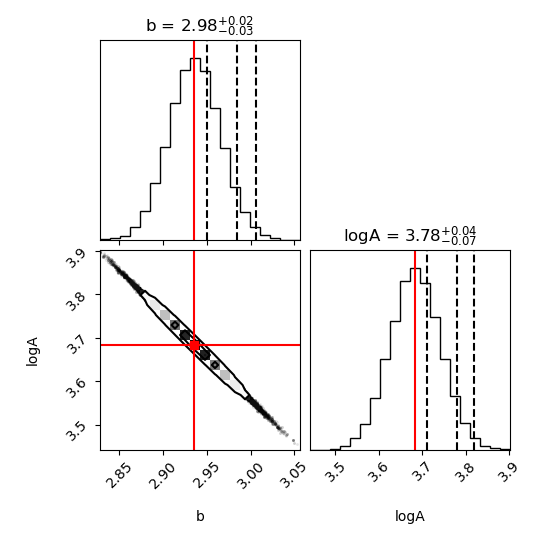 b = 2.98+0.02 −0.03
logA = 3.78+0.04 −0.07
logA
3.9
3.8
3.7
3.6
3.5
2.85 2.90 2.95 3.00 3.05
3.5 3.6 3.7 3.8 3.9
b
logA